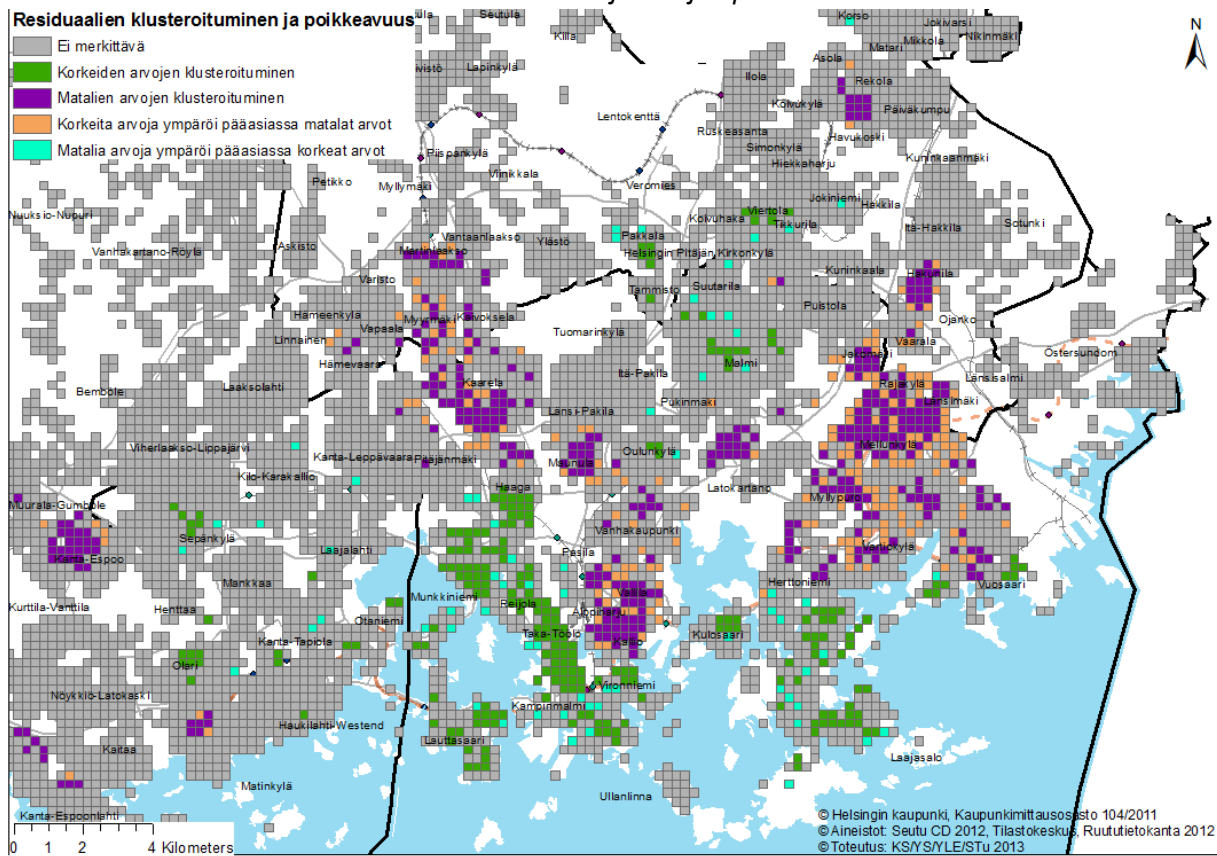 Residuaalien klusteroituminen ja poikkeavuus
Ei merkittävä
Korkeiden arvojen klusteroituminen
Matalien arvojen klusteroituminen
Korkeita arvoja ympäröi pääasiassa matalat arvot
Matalia arvoja ympäröi pääasiassa korkeat arvot
N
Seutula
Kiila
Lapinkylä
Korso
Jokivarsi
Nikinmäki
Mikkola
Matari
Asola
Rekola
Ilola
Koivukylä
Päiväkumpu
Lentokenttä
Ruskeasanta
Havukoski
Simonkylä
Hiekkaharju
Kuninkaanmäki
Piispankylä
Viinikkala
Myllymäki
Petikko
Veromies
Jokiniemi
Hakkila
Nuuksio-Nupuri
Viertola
Koivuhaka
Tikkurila
Itä-Hakkila
Sotunki
Vanhakartano-Röylä
Askisto
Vantaanlaakso
Ylästö
Pakkala
Martinlaakso
Helsingin Pitäjän Kirkonkylä
Varisto
Kuninkaala
Hakunila
Tammisto
Suutarila
Puistola
Hämeenkylä
Myyrmäki
Kaivoksela
Vapaala
Tuomarinkylä
Ojanko
Linnainen
Vaarala
Östersundom
Hämevaara
Malmi
Jakomäki
Länsisalmi
Laaksolahti
Itä-Pakila
Kaarela
Rajakylä
Bemböle
Länsimäki
Pukinmäki
Länsi-Pakila
Viherlaakso-Lippajärvi
Mellunkylä
Kanta-Leppävaara
Pitäjänmäki
Maunula
Oulunkylä
Kilo-Karakallio
Haaga
Latokartano
Myllypuro
Muurala-Gumböle
Vanhakaupunki
Sepänkylä
Laajalahti
Pasila
Vartiokylä
Kanta-Espoo
Mankkaa
Herttoniemi
Vuosaari
Munkkiniemi
Vallila
Kurttila-Vanttila
Henttaa
Reijola
Alppiharju
Otaniemi
Taka-Töölö
Kallio
Kulosaari
Kanta-Tapiola
Olari
Vironniemi
Nöykkiö-Latokaski
Kampinmalmi
Haukilahti-Westend
Lauttasaari
Kaitaa
Laajasalo
Matinkylä
Ullanlinna
Kanta-Espoonlahti
© Helsingin kaupunki, Kaupunkimittausosasto 104/2011
© Aineistot: Seutu CD 2012, Tilastokeskus, Ruututietokanta 2012
© Toteutus: KS/YS/YLE/STu 2013
0 1 2 4 Kilometers